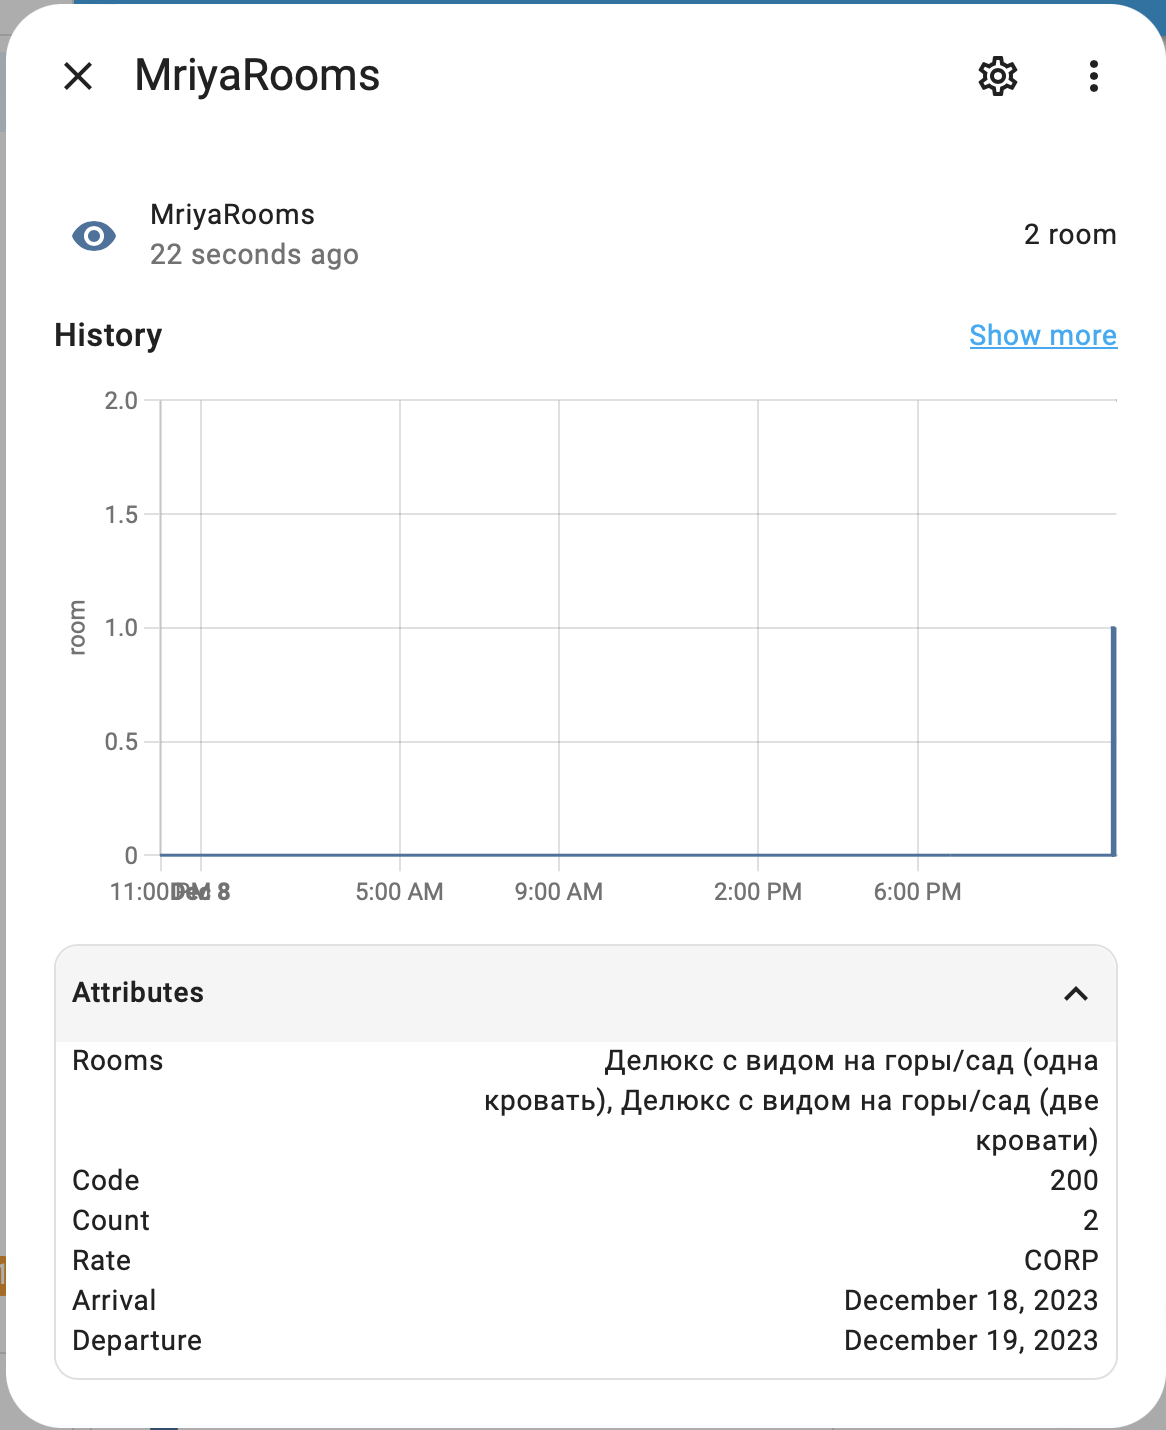 MriyaRooms
MriyaRooms
22 seconds ago
2 room
History
Show more
2.0
1.5
1.0
0.5
0
room
11:00 PM
Dec 8
5:00 AM
9:00 AM
2:00 PM
6:00 PM
Attributes
Rooms
Делюкс с видом на горы/сад (одна
кровать), Делюкс с видом на горы/сад (две
кровати)
Code 200
Count 2
Rate CORP
Arrival December 18, 2023
Departure December 19, 2023